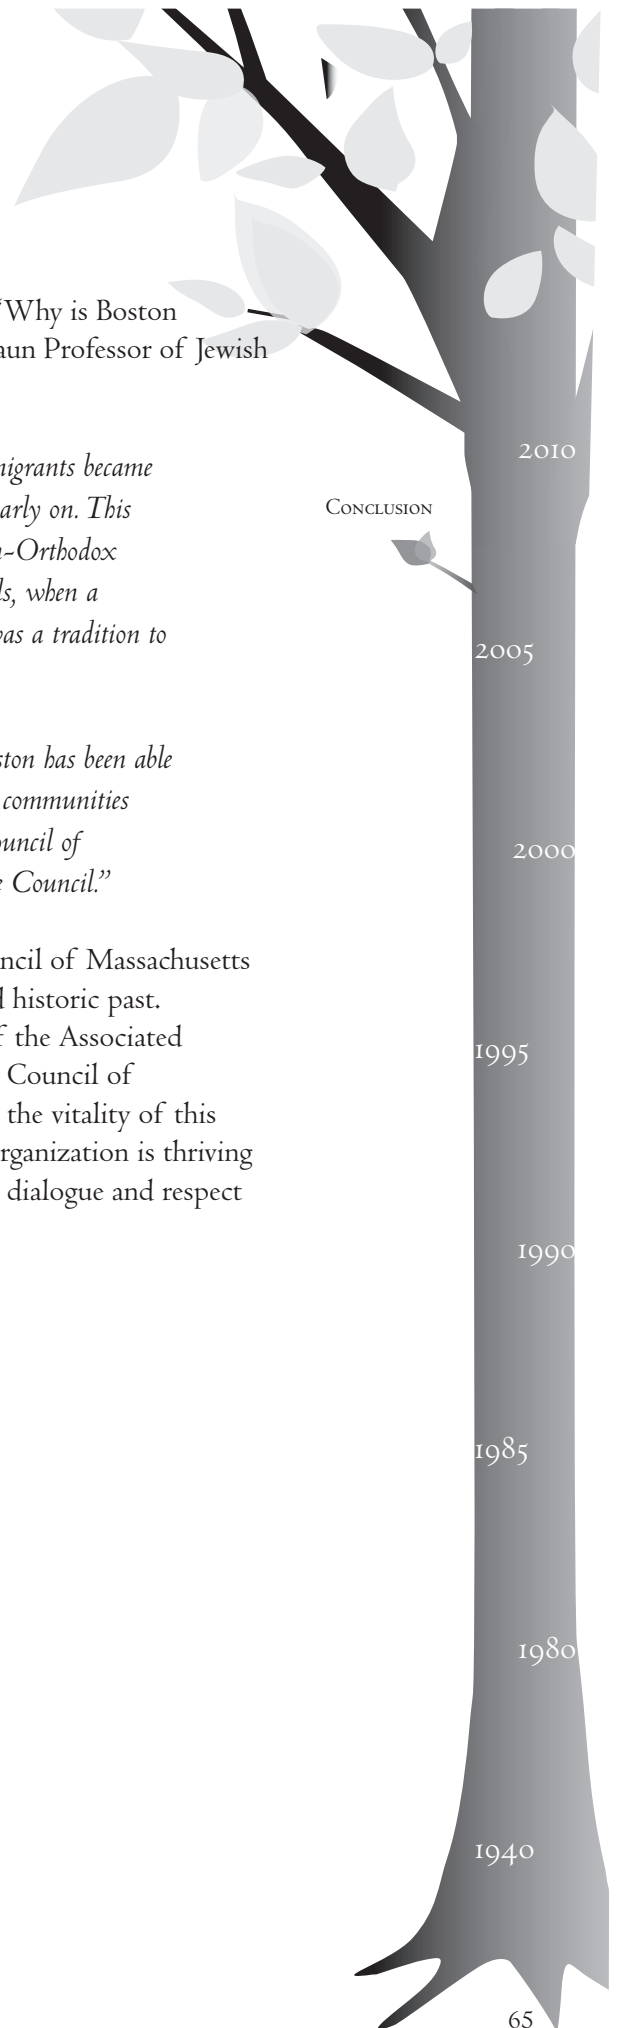 "Why is Boston
aun Professor of Jewish
nigrants became
arly on. This
n-Orthodox
ls, when a
vas a tradition to
ston has been able
communities
ouncil of
e Council.”
ncil of Massachusetts
d historic past.
f the Associated
Council of
the vitality of this
rganization is thriving
dialogue and respect
Conclusion
2010
2005
2000
1995
1990
1985
1980
1940
65